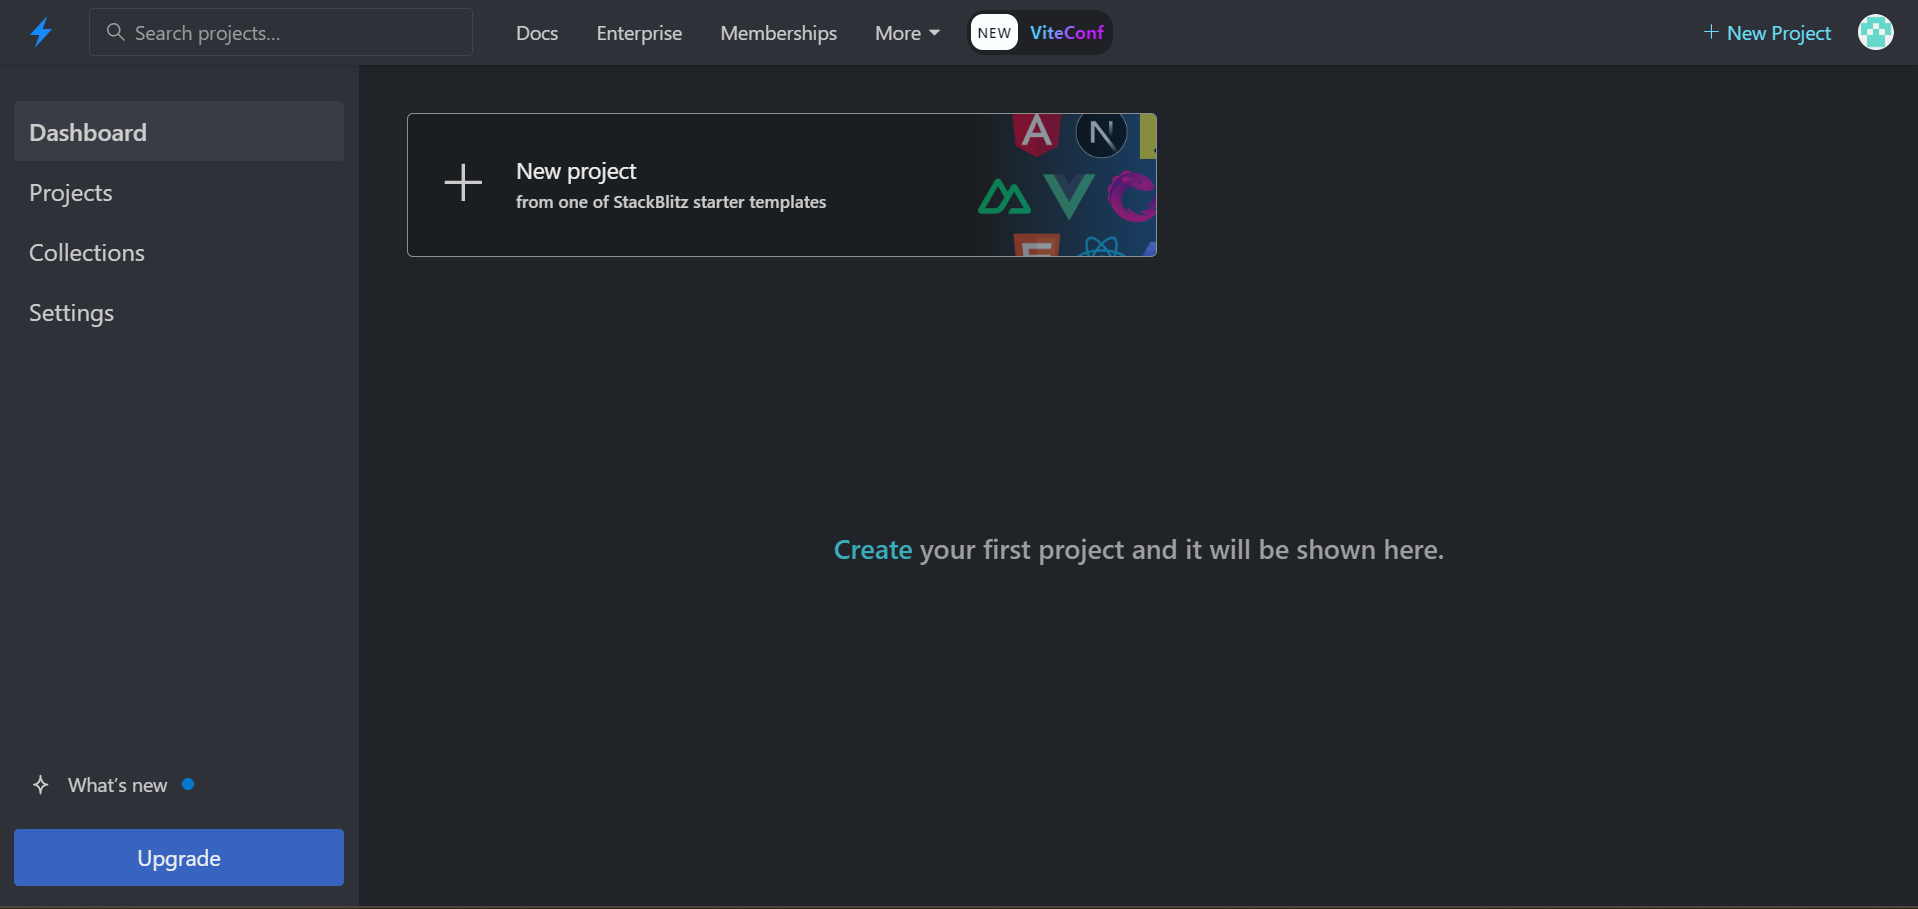 Search projects...
Docs
Enterprise
Memberships
More
NEW
ViteConf
New Project
Dashboard
Projects
Collections
Settings
New project
from one of StackBlitz starter templates
Create your first project and it will be shown here.
What's new
Upgrade